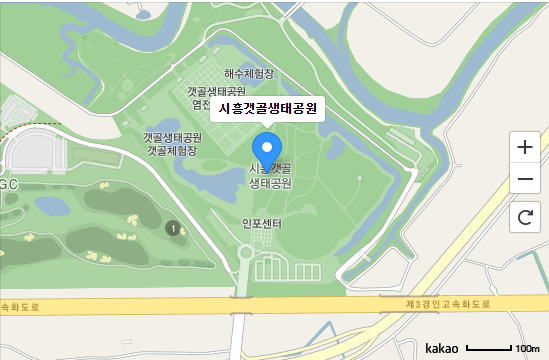 해수체험장
갯골생태공원
염전
시흥갯골생태공원
갯골생태공원
갯골체험장
시흥갯골
생태공원
GC
인포센터
1
속화도로
제3경인고속화도로
kakao
100m